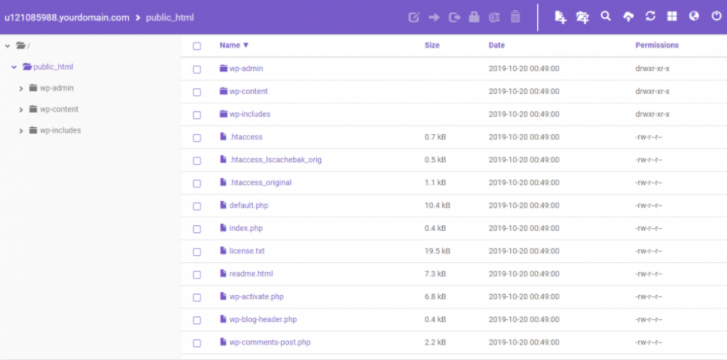 u121085988.yourdomain.com > public_html
/
public_html
wp-admin
wp-content
wp-includes
Name ▼ Size Date Permissions
wp-admin 2019-10-20 00:49:00 drwxr-xr-x
wp-content 2019-10-20 00:49:00 drwxr-xr-x
wp-includes 2019-10-20 00:49:00 drwxr-xr-x
.htaccess 0.7 kB 2019-10-20 00:49:00 -rw-r--r--
.htaccess_lscachebak_orig 0.5 kB 2019-10-20 00:49:00 -rw-r--r--
.htaccess_original 1.1 kB 2019-10-20 00:49:00 -rw-r--r--
default.php 10.4 kB 2019-10-20 00:49:00 -rw-r--r--
index.php 0.4 kB 2019-10-20 00:49:00 -rw-r--r--
license.txt 19.5 kB 2019-10-20 00:49:00 -rw-r--r--
readme.html 7.3 kB 2019-10-20 00:49:00 -rw-r--r--
wp-activate.php 6.8 kB 2019-10-20 00:49:00 -rw-r--r--
wp-blog-header.php 0.4 kB 2019-10-20 00:49:00 -rw-r--r--
wp-comments-post.php 2.2 kB 2019-10-20 00:49:00 -rw-r--r--